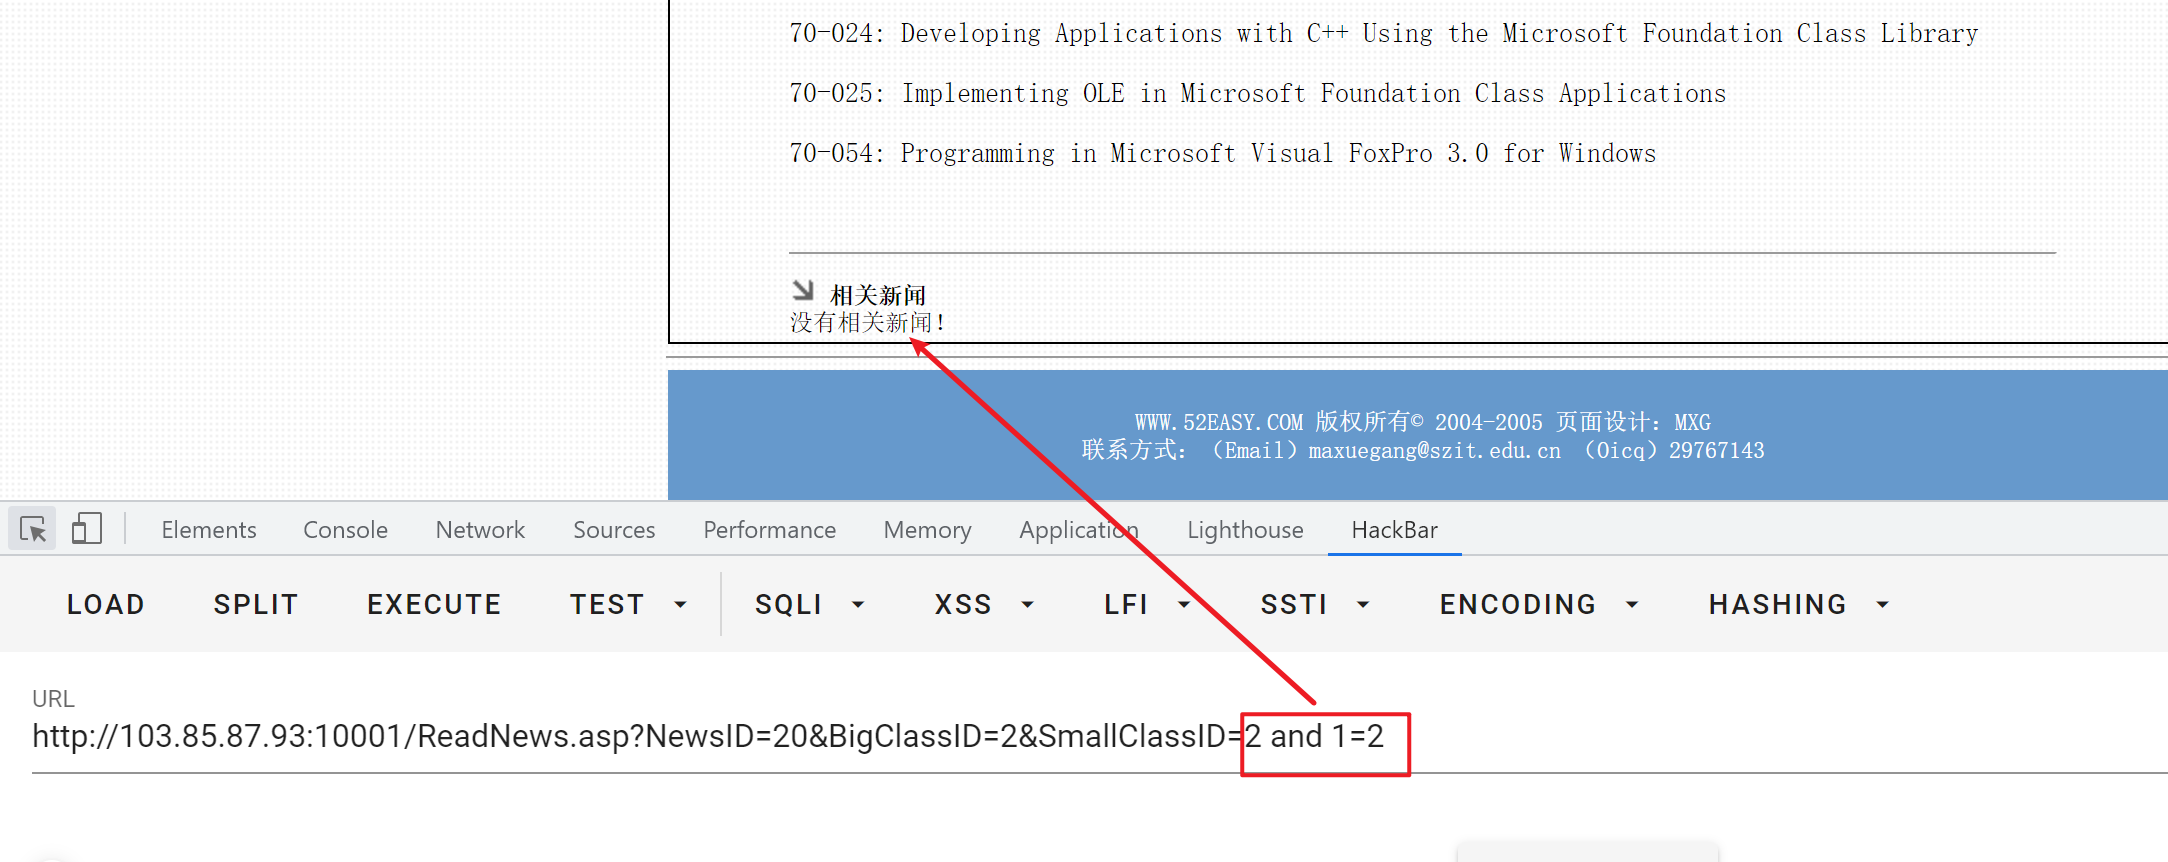 70-024: Developing Applications with C++ Using the Microsoft Foundation Class Library
70-025: Implementing OLE in Microsoft Foundation Class Applications
70-054: Programming in Microsoft Visual FoxPro 3.0 for Windows
相关新闻
没有相关新闻!
WWW.52EASY.COM 版权所有© 2004-2005 页面设计: MXG
联系方式: (Email) maxuegang@szit.edu.cn (Oicq) 29767143
Elements Console Network Sources Performance Memory Application Lighthouse HackBar
LOAD SPLIT EXECUTE TEST SQLI XSS LFI SSTI ENCODING HASHING
URL
http://103.85.87.93:10001/ReadNews.asp?NewsID=20&BigClassID=2&SmallClassID=2 and 1=2